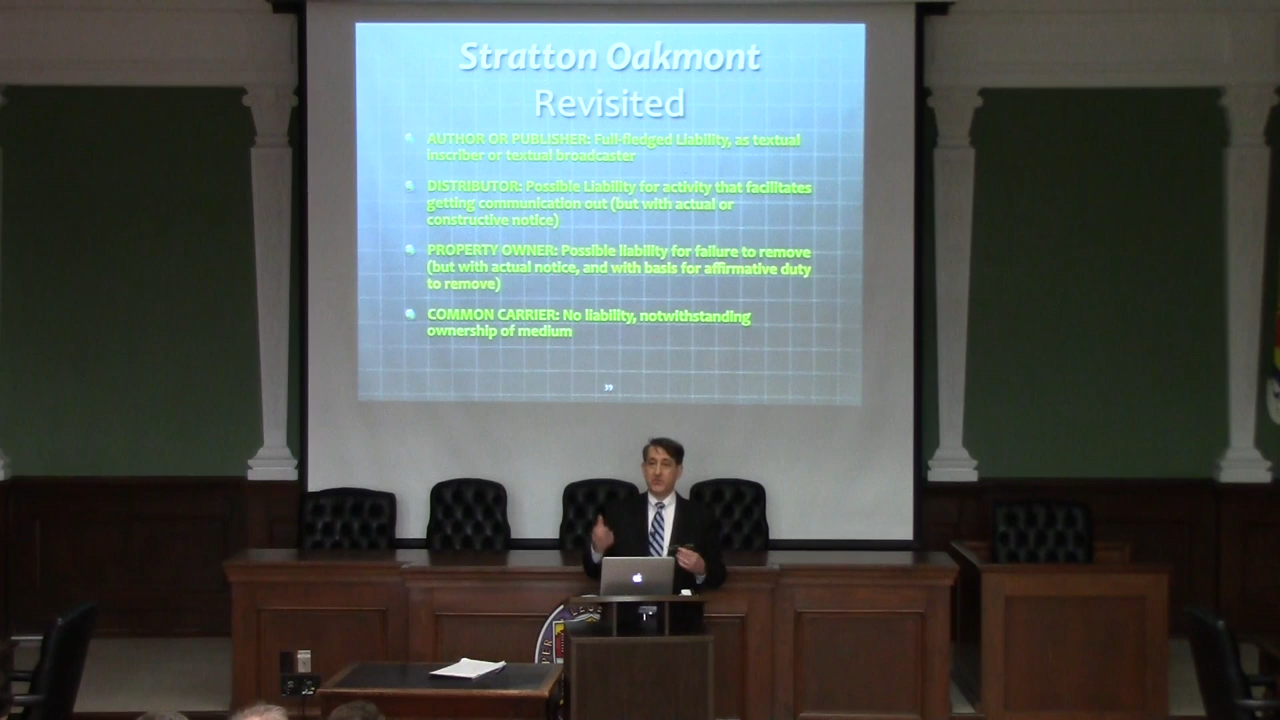 Stratton Oakmont
Revisited
AUTHOR OR PUBLISHER: Full-fledged Liability, as textual
inscriber or textual broadcaster
DISTRIBUTOR: Possible Liability for activity that facilitates
getting communication out (but with actual or
constructive notice)
PROPERTY OWNER: Possible liability for failure to remove
(but with actual notice, and with basis for affirmative duty
to remove)
COMMON CARRIER: No liability, notwithstanding
ownership of medium